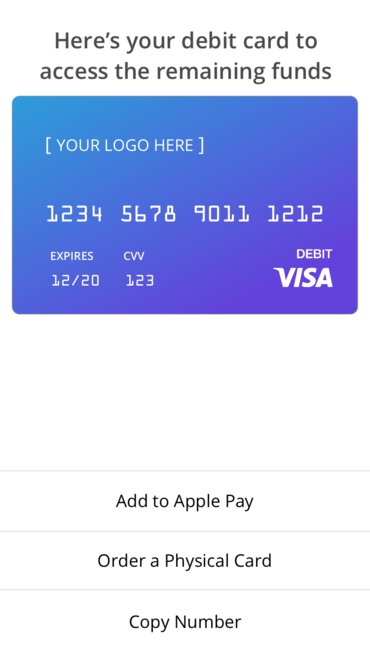 Here’s your debit card to
access the remaining funds
[ YOUR LOGO HERE ]
1234 5678 9011 1212
EXPIRES CVV
DEBIT
12/20 123
VISA
Add to Apple Pay
Order a Physical Card
Copy Number